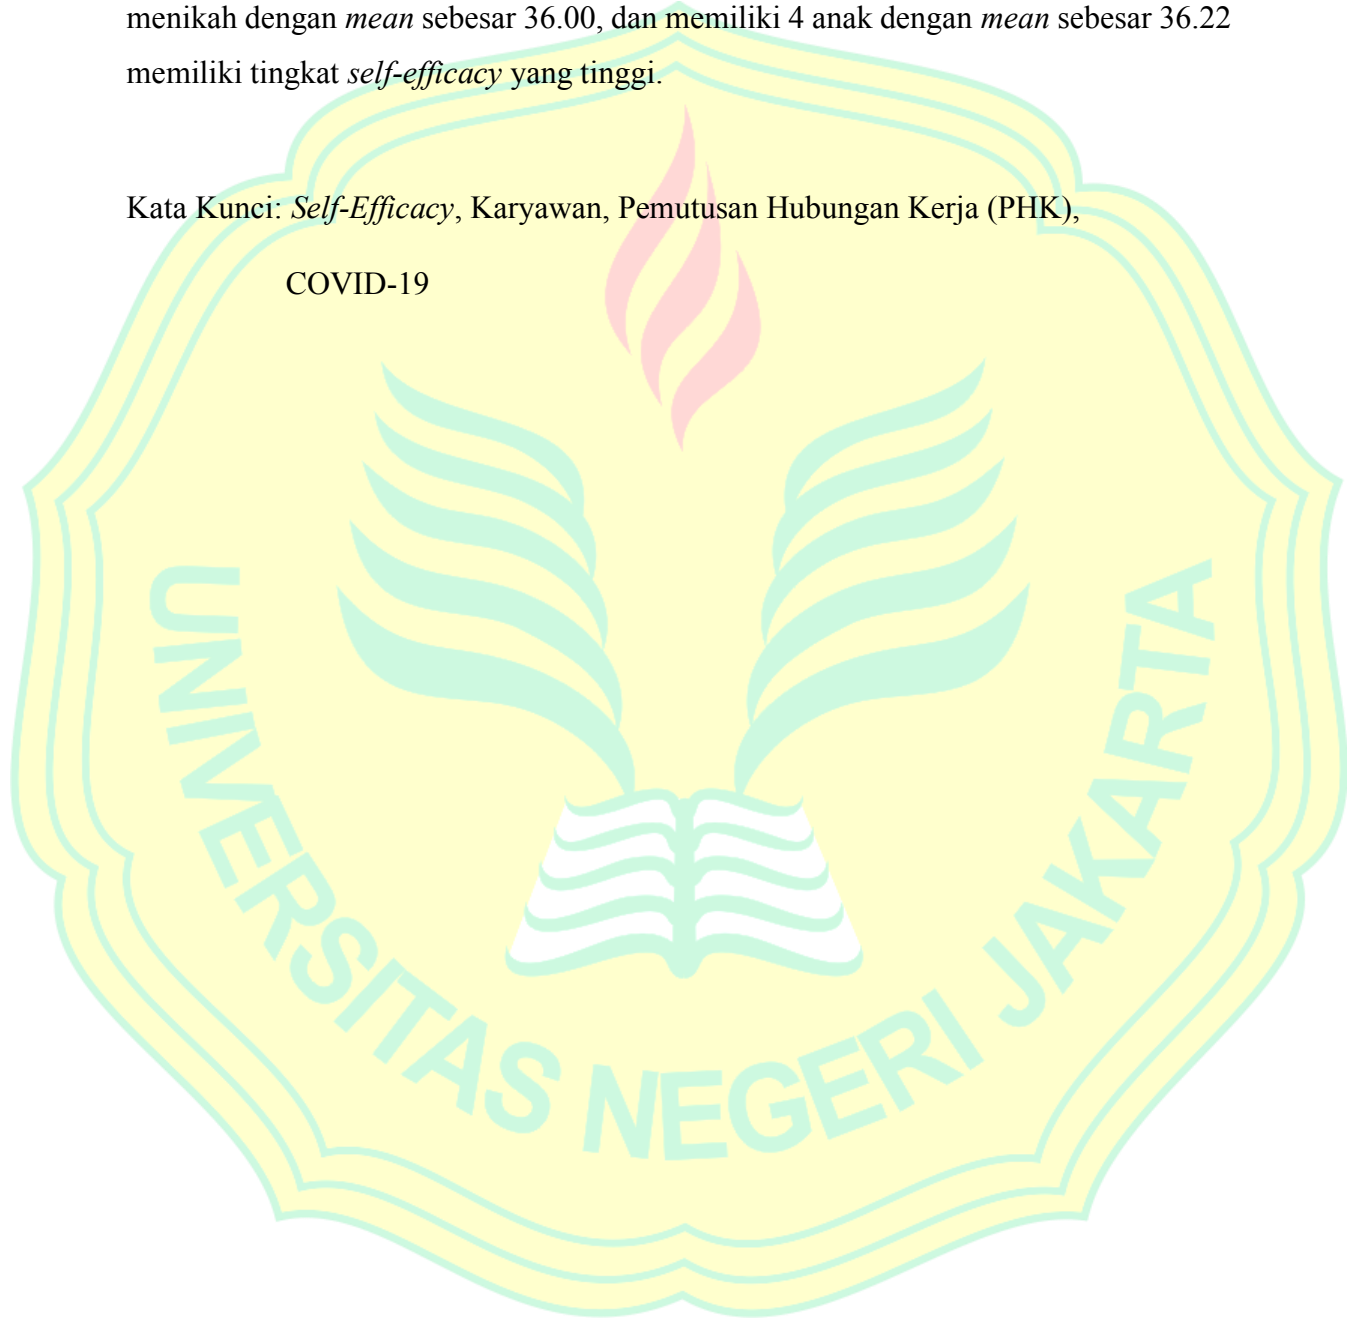 menikah dengan mean sebesar 36.00, dan memiliki 4 anak dengan mean sebesar 36.22
memiliki tingkat self-efficacy yang tinggi.
Kata Kunci: Self-Efficacy, Karyawan, Pemutusan Hubungan Kerja (PHK),
COVID-19
UNIVERSITAS NEGERI JAKARTA